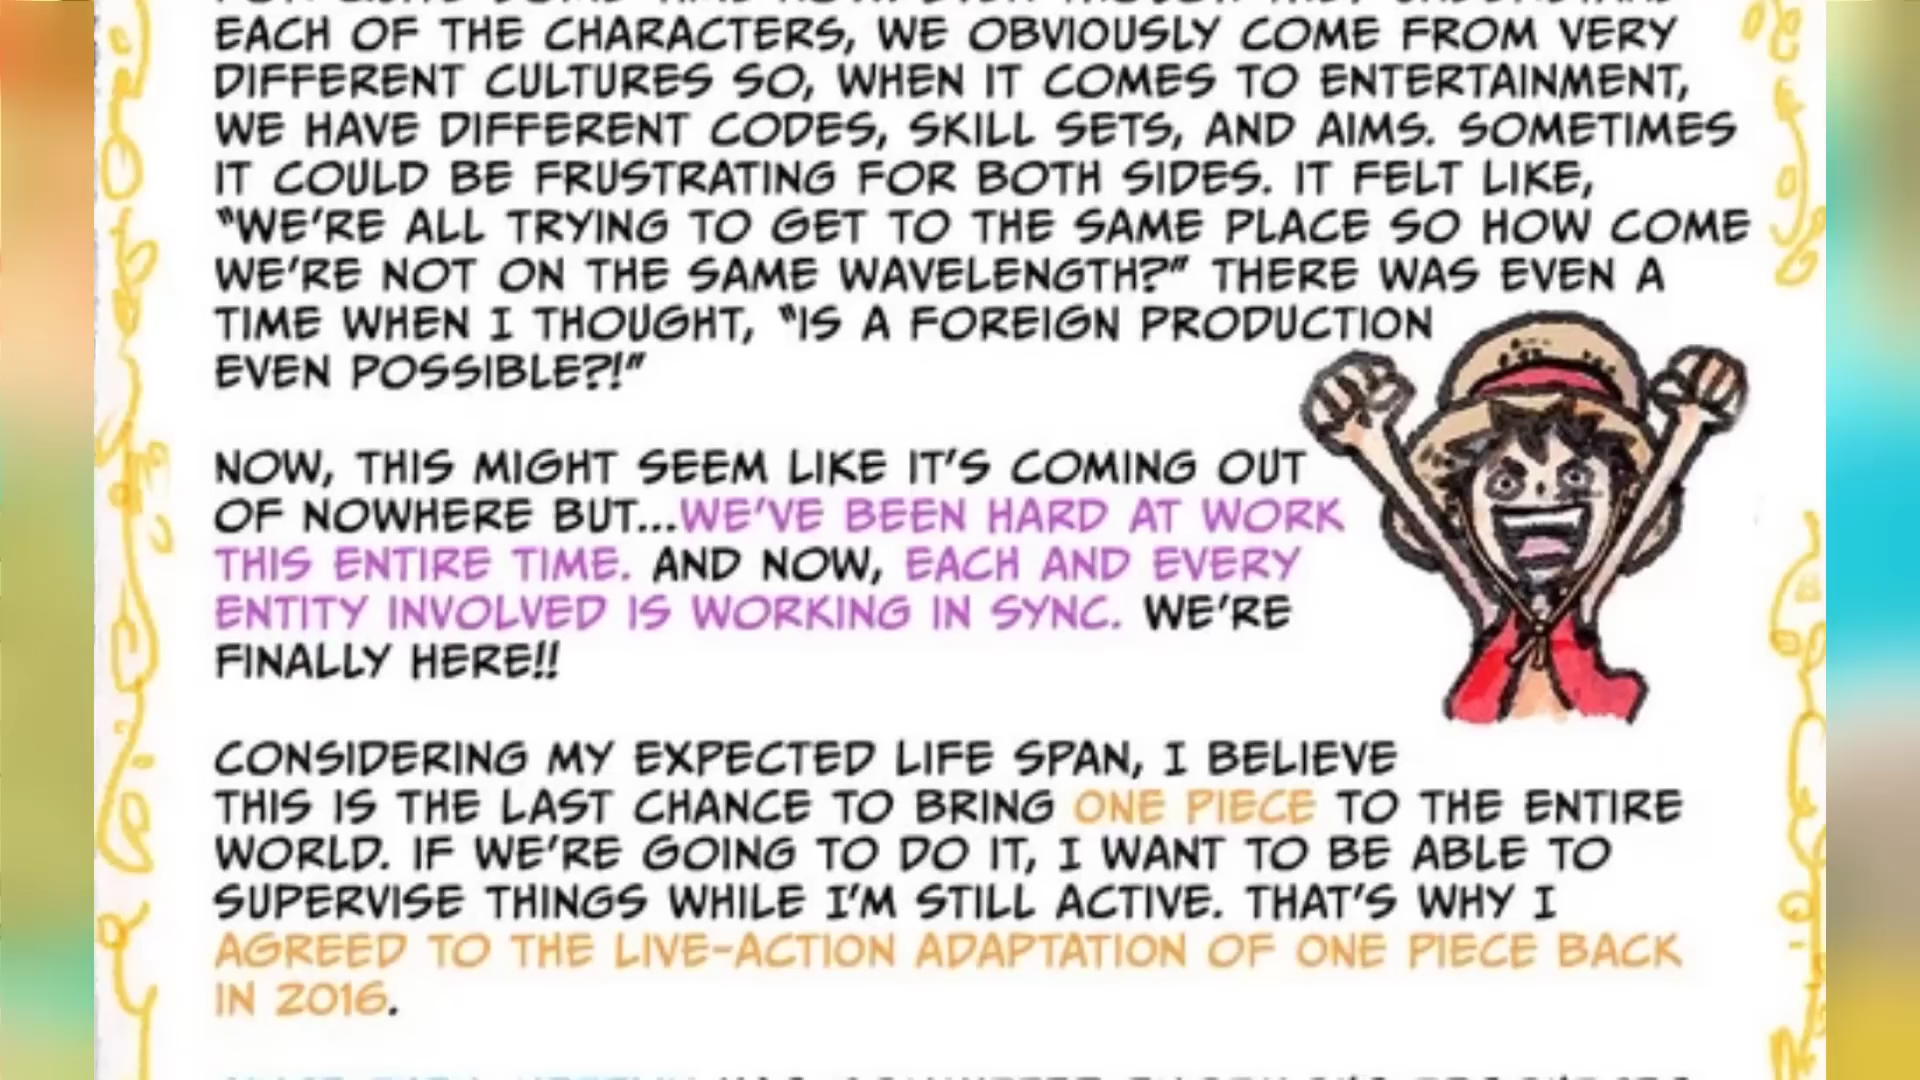 EACH OF THE CHARACTERS, WE OBVIOUSLY COME FROM VERY
DIFFERENT CULTURES SO, WHEN IT COMES TO ENTERTAINMENT,
WE HAVE DIFFERENT CODES, SKILL SETS, AND AIMS. SOMETIMES
IT COULD BE FRUSTRATING FOR BOTH SIDES. IT FELT LIKE,
“WE’RE ALL TRYING TO GET TO THE SAME PLACE SO HOW COME
WE’RE NOT ON THE SAME WAVELENGTH?” THERE WAS EVEN A
TIME WHEN I THOUGHT, “IS A FOREIGN PRODUCTION
EVEN POSSIBLE?!”
NOW, THIS MIGHT SEEM LIKE IT’S COMING OUT
OF NOWHERE BUT...WE’VE BEEN HARD AT WORK
THIS ENTIRE TIME. AND NOW, EACH AND EVERY
ENTITY INVOLVED IS WORKING IN SYNC. WE’RE
FINALLY HERE!!
CONSIDERING MY EXPECTED LIFE SPAN, I BELIEVE
THIS IS THE LAST CHANCE TO BRING ONE PIECE TO THE ENTIRE
WORLD. IF WE’RE GOING TO DO IT, I WANT TO BE ABLE TO
SUPERVISE THINGS WHILE I’M STILL ACTIVE. THAT’S WHY I
AGREED TO THE LIVE-ACTION ADAPTATION OF ONE PIECE BACK
IN 2016.